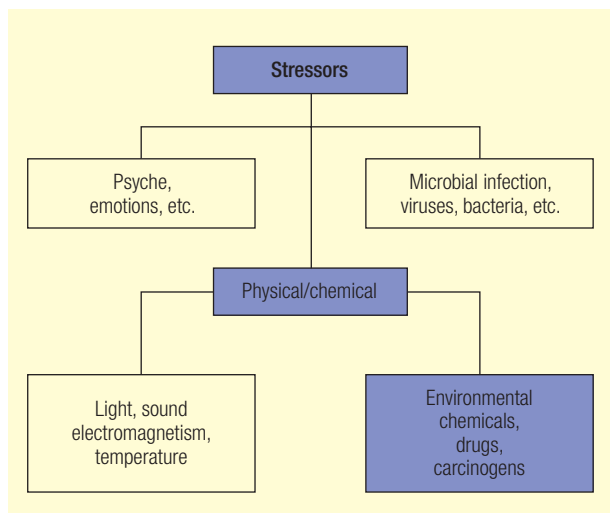 Stressors
Psyche,
emotions, etc.
Microbial infection,
viruses, bacteria, etc.
Physical/chemical
Light, sound
electromagnetism,
temperature
Environmental
chemicals,
drugs,
carcinogens